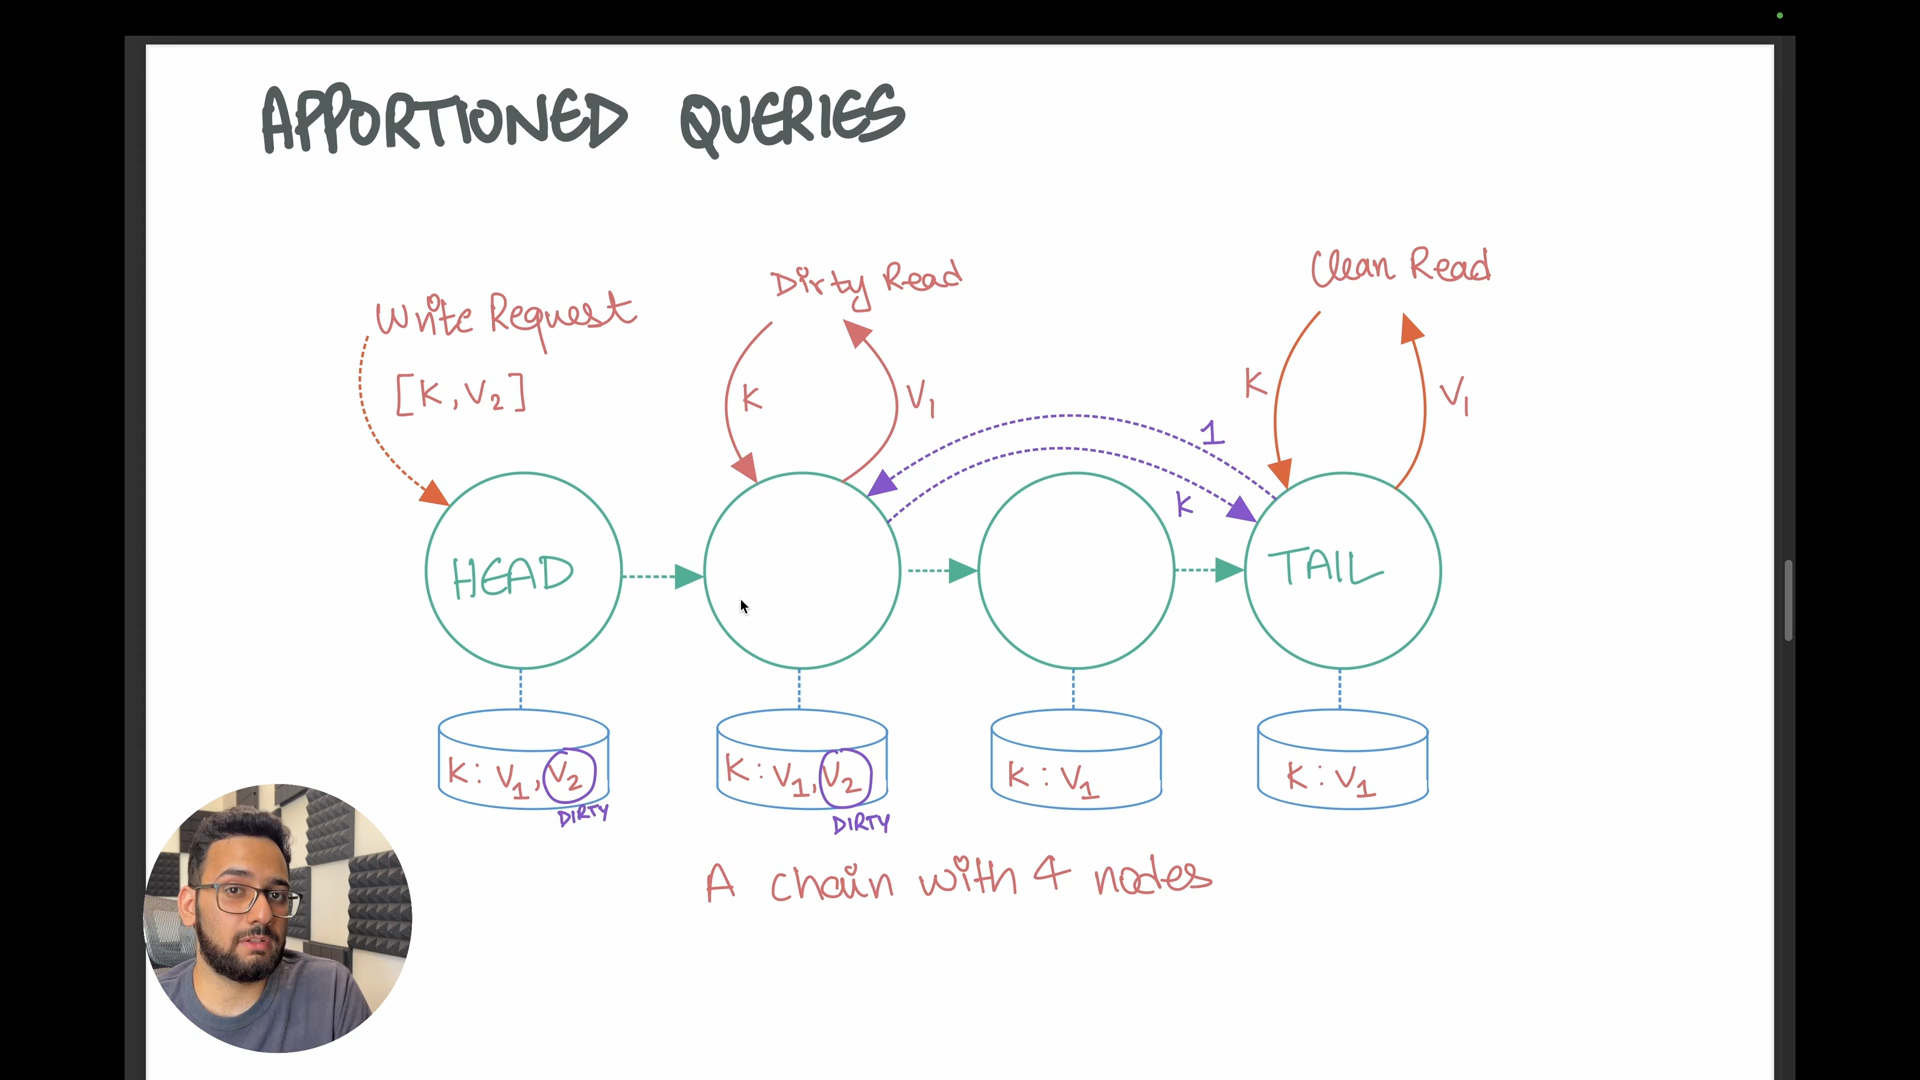 APPORTIONED QUERIES
Write Request
[K, V2]
Dirty Read
K
V1
Clean Read
K
V1
1
K
HEAD
TAIL
K: V1, V2
DIRTY
K: V1, V2
DIRTY
K: V1
K: V1
A chain with 4 nodes